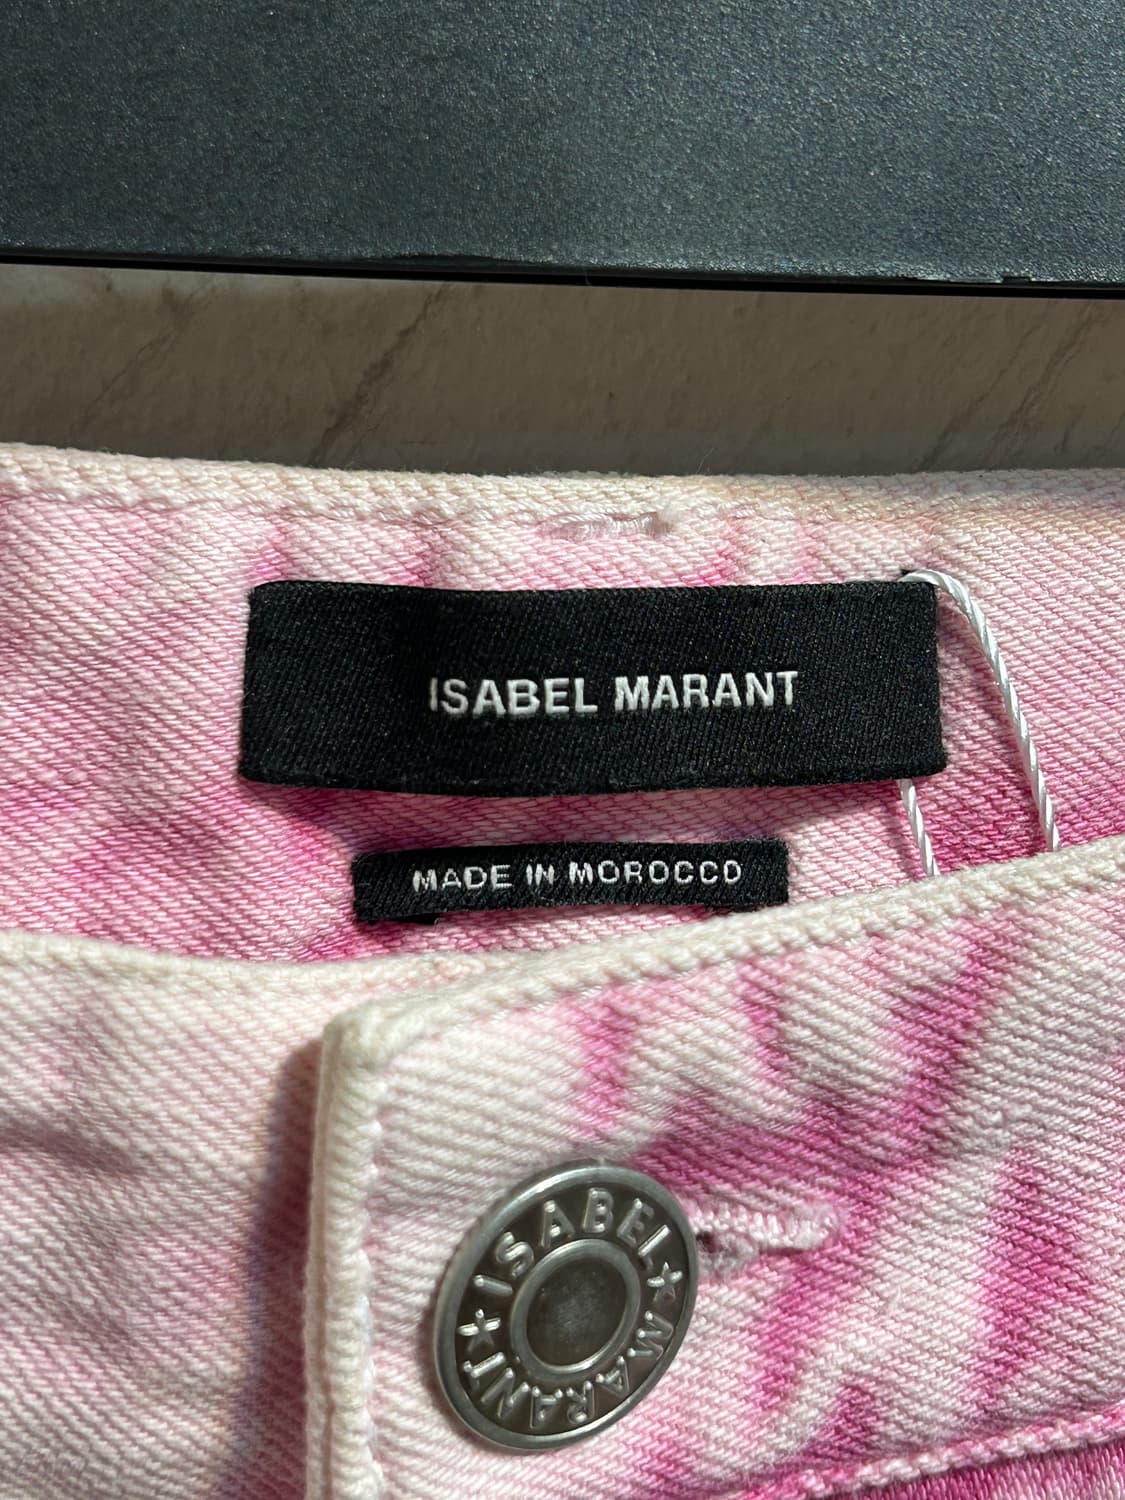 ISABEL MARANT
MADE IN MOROCCO
ISABEL ★ MARANT ★